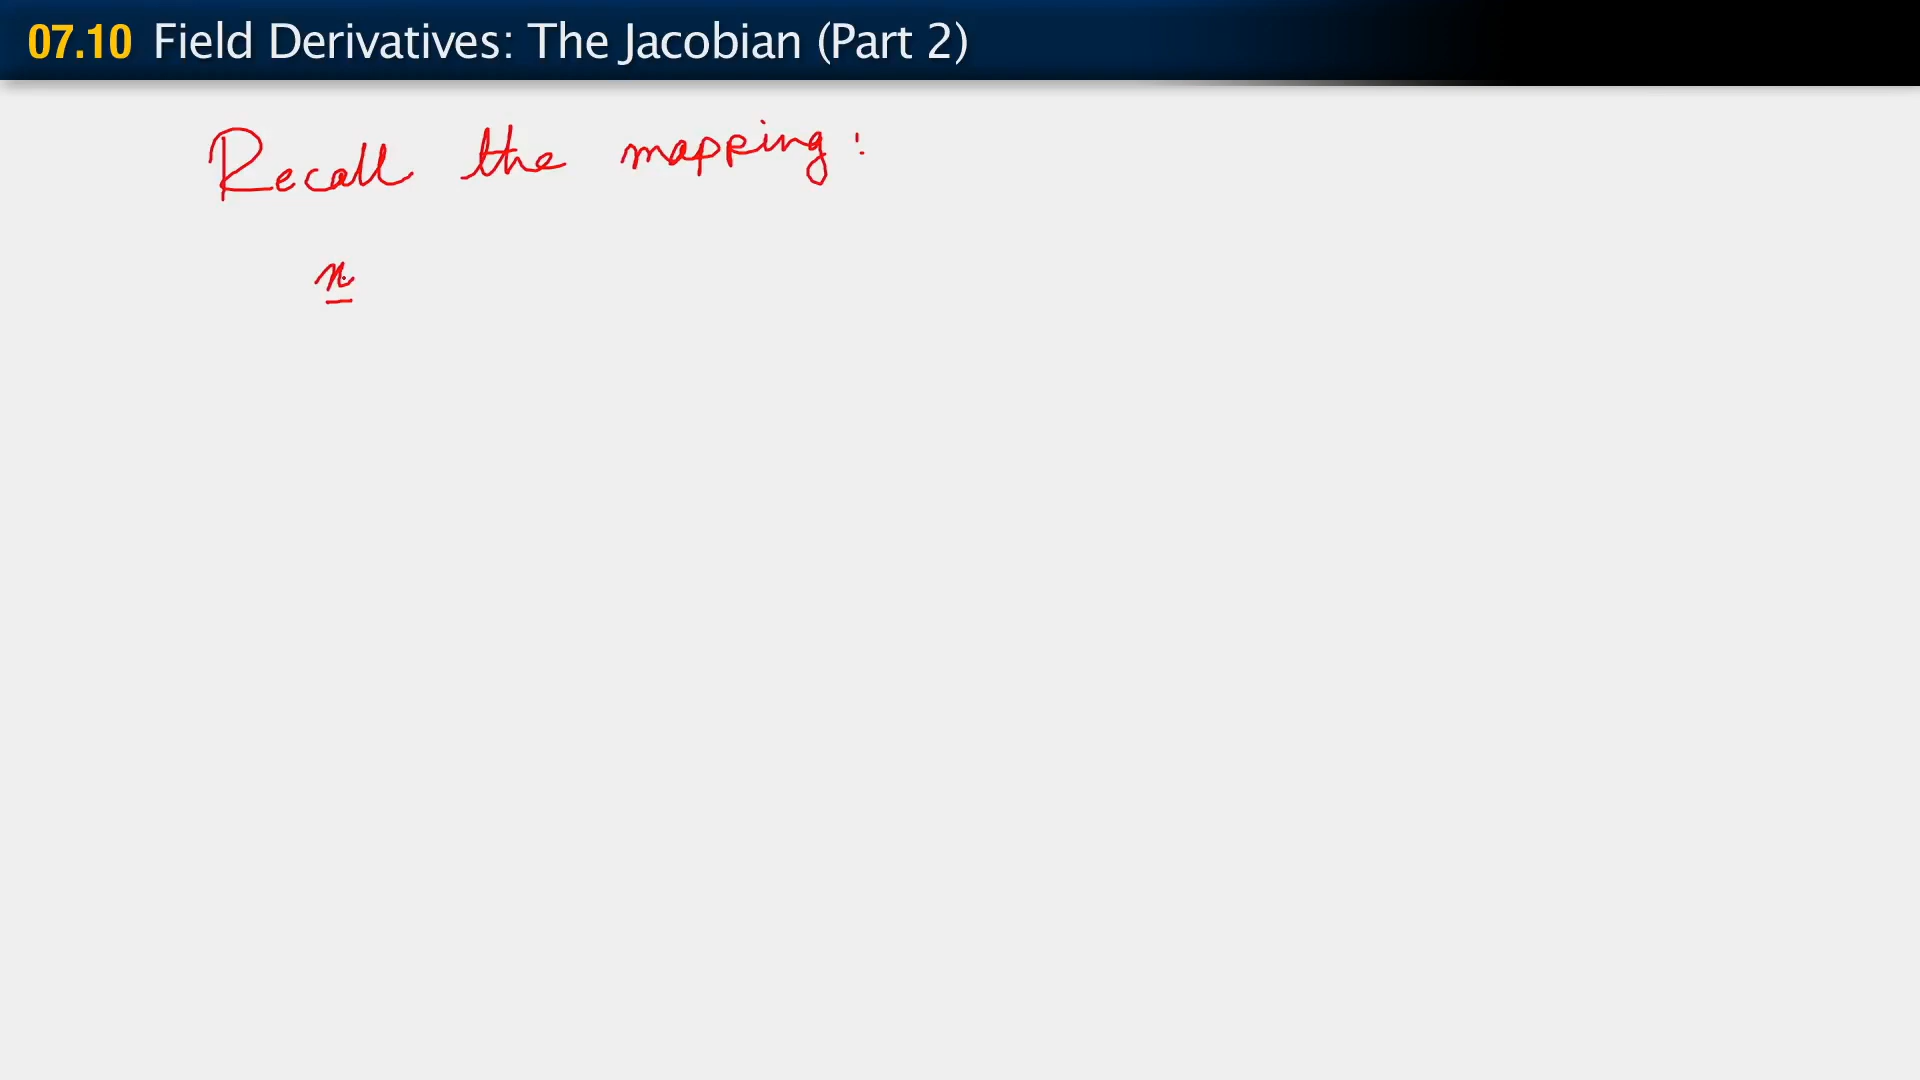 07.10 Field Derivatives: The Jacobian (Part 2)
Recall the mapping:
x